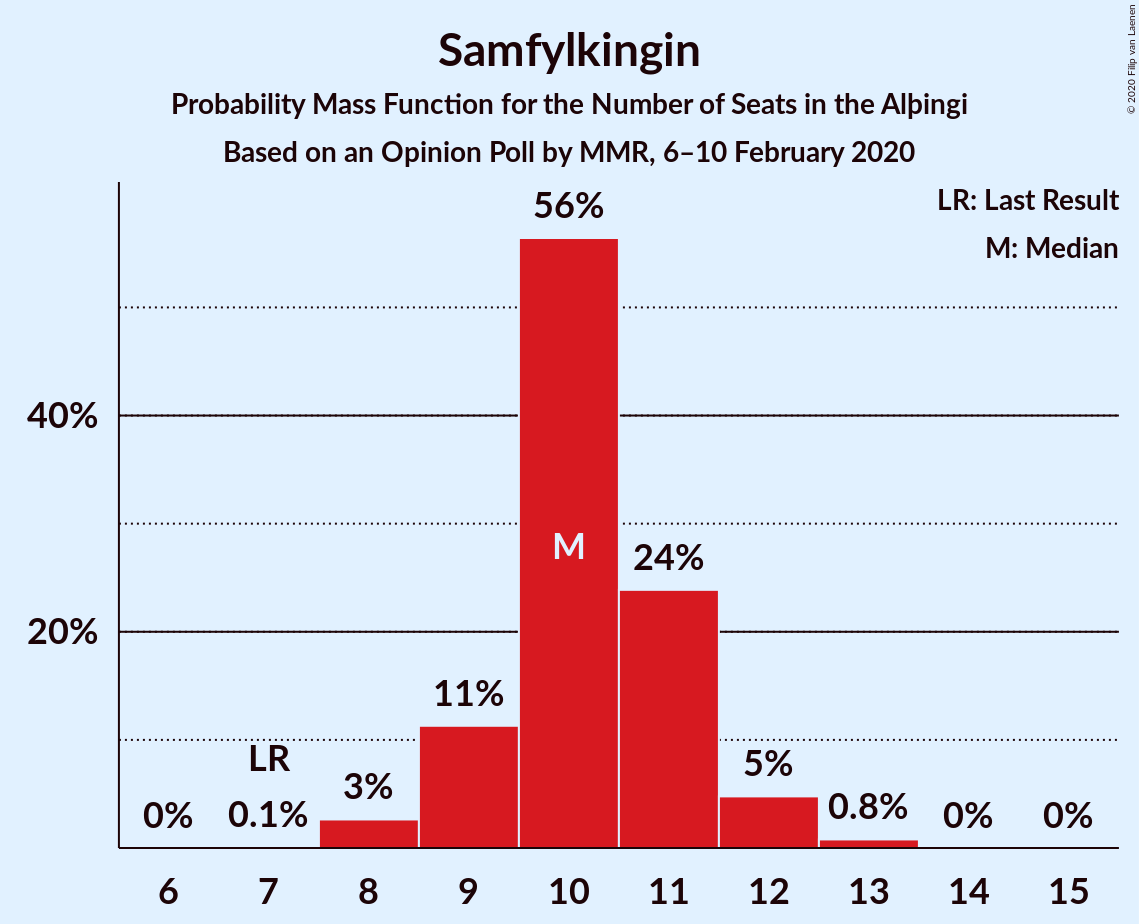 Samfylkingin
Probability Mass Function for the Number of Seats in the Alþingi
Based on an Opinion Poll by MMR, 6–10 February 2020
© 2020 Filip van Laenen
LR: Last Result
M: Median
56%
40%
M
24%
20%
11%
LR
5%
3%
0.8%
0%
0.1%
0%
0%
6 7 8 9 10 11 12 13 14 15